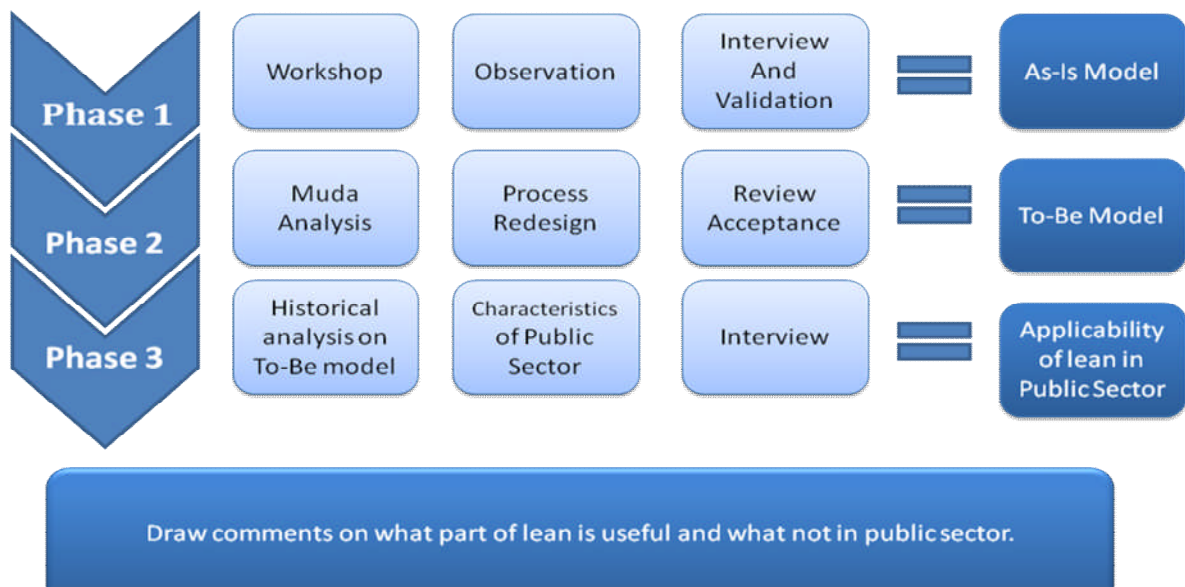 Phase 1
Workshop
Observation
Interview
And
Validation
As-Is Model
Phase 2
Muda
Analysis
Process
Redesign
Review
Acceptance
To-Be Model
Phase 3
Historical
analysis on
To-Be model
Characteristics
of Public
Sector
Interview
Applicability
of lean in
Public Sector
Draw comments on what part of lean is useful and what not in public sector.